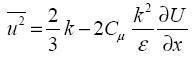 $\overline{u^2} = \frac{2}{3}k - 2C_\mu \frac{k^2}{\varepsilon} \frac{\partial U}{\partial x}$